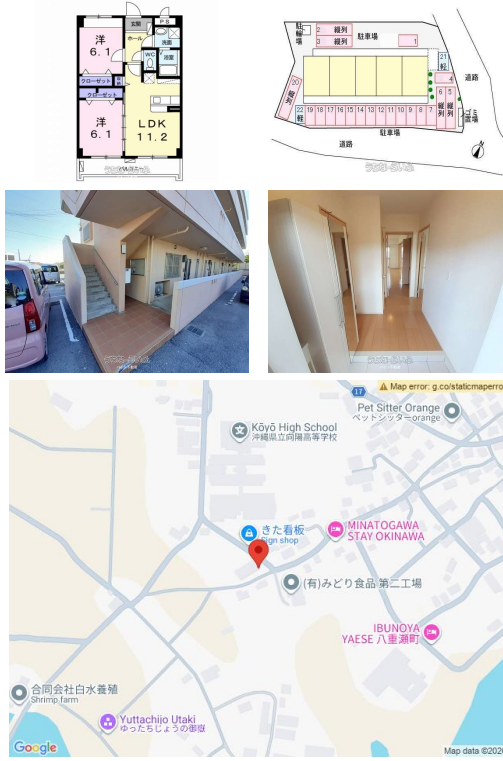 玄関
PS
洋
6.1
ホール
洗面
WC
浴室
クローゼット
クローゼット
洋
6.1
LDK
11.2
バルコニー
駐輪場
2 縦列
3 縦列
駐車場
1
21
軽
4
20
縦列
22
軽
19 18 17 16 15 14 13 12 11 10 9 8 7
6 縦列
5 縦列
ゴミ置場
駐車場
道路
道路
Map error: g.co/staticmaperro
17
Pet Sitter Orange
ペットシッターorange
Kōyō High School
沖縄県立向陽高等学校
きた看板
Sign shop
MINATOGAWA
STAY OKINAWA
(有)みどり食品 第二工場
IBUNOYA
YAESE 八重瀬町
合同会社白水養殖
Shrimp farm
Yuttachijo Utaki
ゆったちじょうの御嶽
Google
Map data ©2026